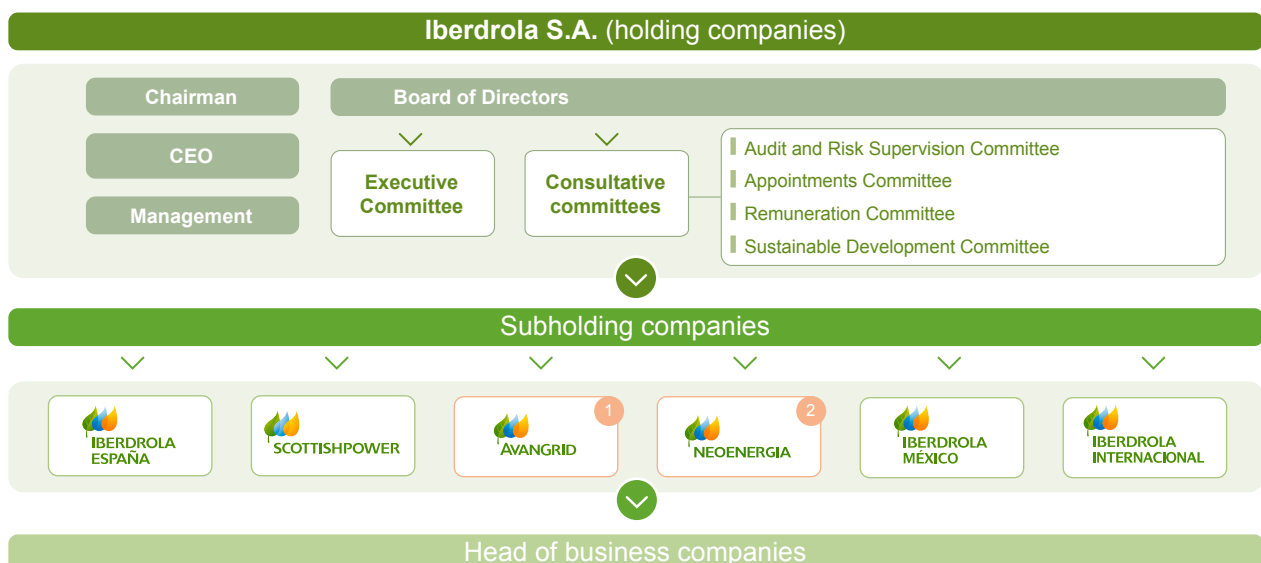 Iberdrola S.A. (holding companies)
Chairman
CEO
Management
Board of Directors
Executive
Committee
Consultative
committees
Audit and Risk Supervision Committee
Appointments Committee
Remuneration Committee
Sustainable Development Committee
Subholding companies
IBERDROLA
ESPAÑA
SCOTTISHPOWER
1
AVANGRID
2
NEOENERGIA
IBERDROLA
MÉXICO
IBERDROLA
INTERNACIONAL
Head of business companies